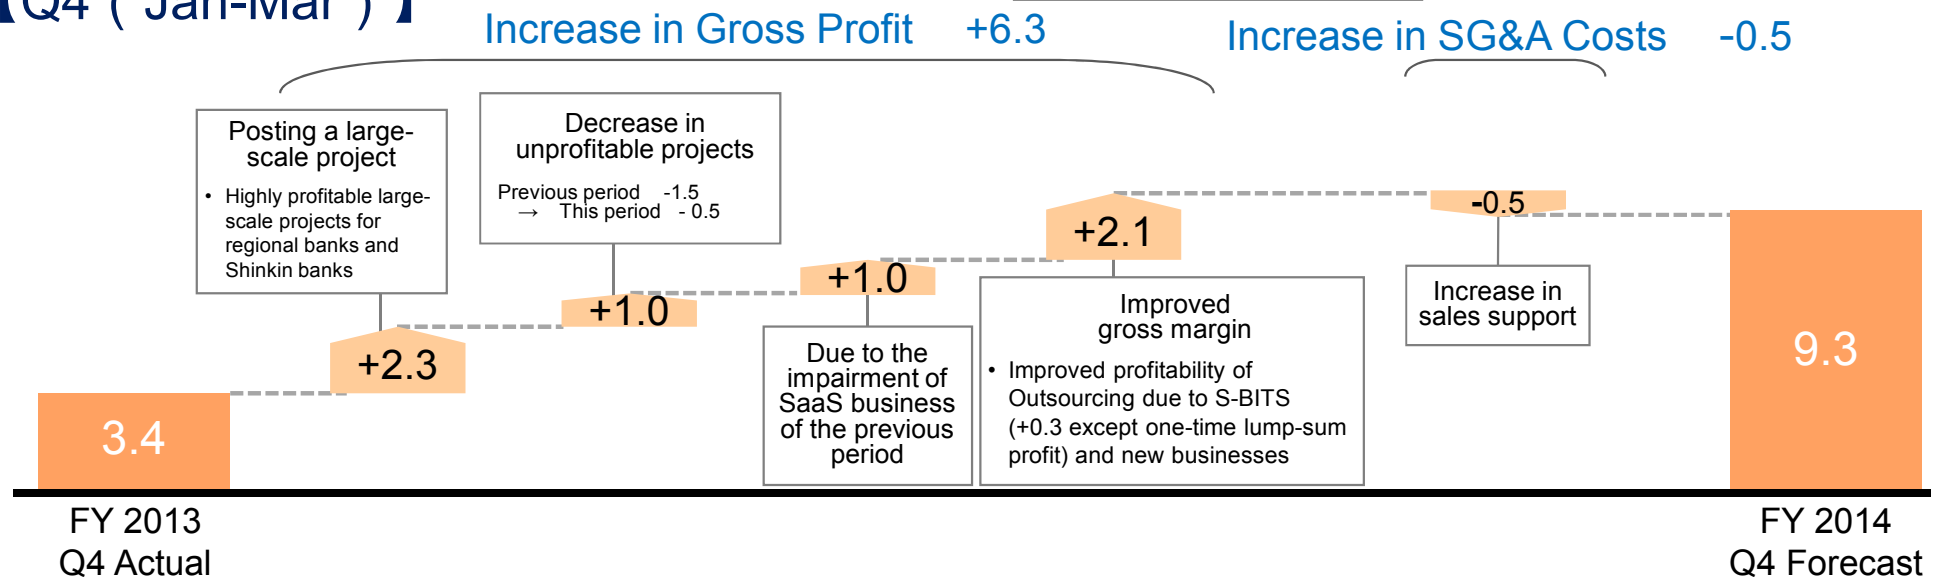 【Q4（Jan-Mar）】
Increase in Gross Profit +6.3
Increase in SG&A Costs -0.5
Posting a large-
scale project
• Highly profitable large-
scale projects for
regional banks and
Shinkin banks
Decrease in
unprofitable projects
Previous period -1.5
→ This period - 0.5
+2.3
+1.0
+1.0
+2.1
-0.5
Due to the
impairment of
SaaS business
of the previous
period
Improved
gross margin
• Improved profitability of
Outsourcing due to S-BITS
(+0.3 except one-time lump-sum
profit) and new businesses
Increase in
sales support
3.4
9.3
FY 2013
Q4 Actual
FY 2014
Q4 Forecast